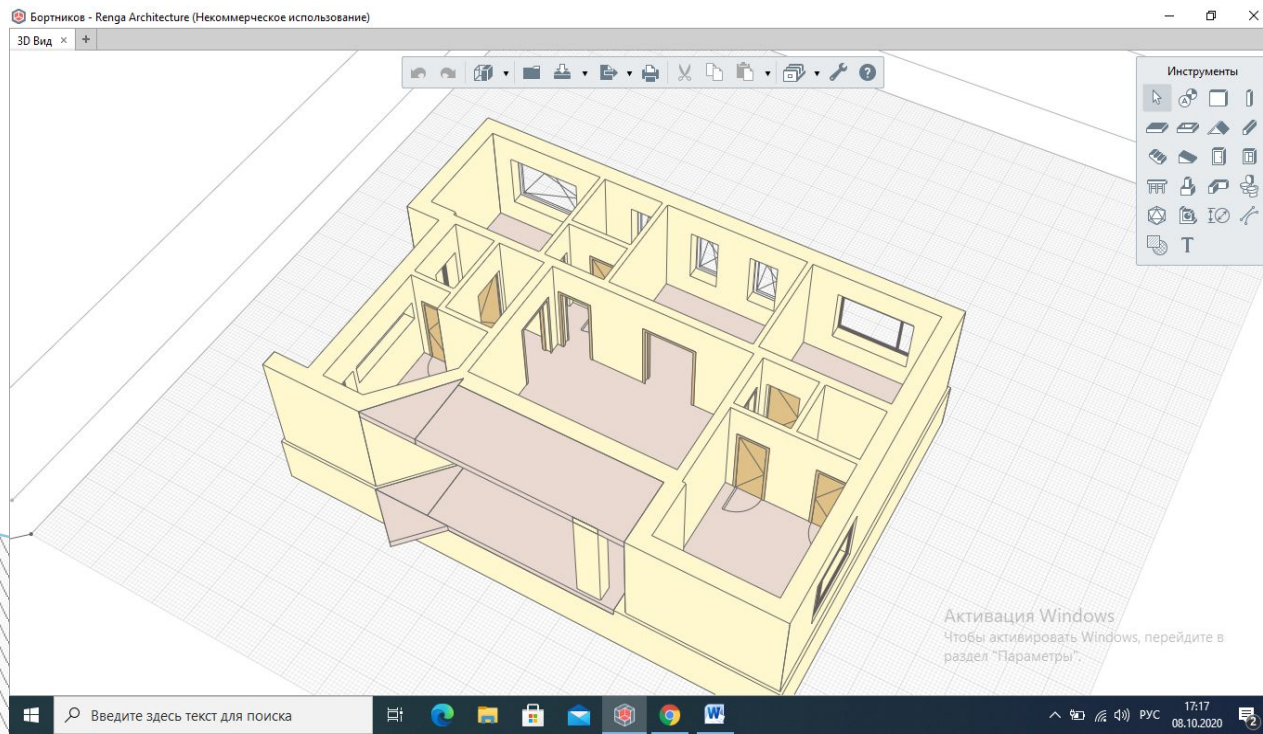 Бортников - Renga Architecture (Некоммерческое использование)
3D Вид
Инструменты
Активация Windows
Чтобы активировать Windows, перейдите в
раздел "Параметры".
Введите здесь текст для поиска
РУС
17:17
08.10.2020
2